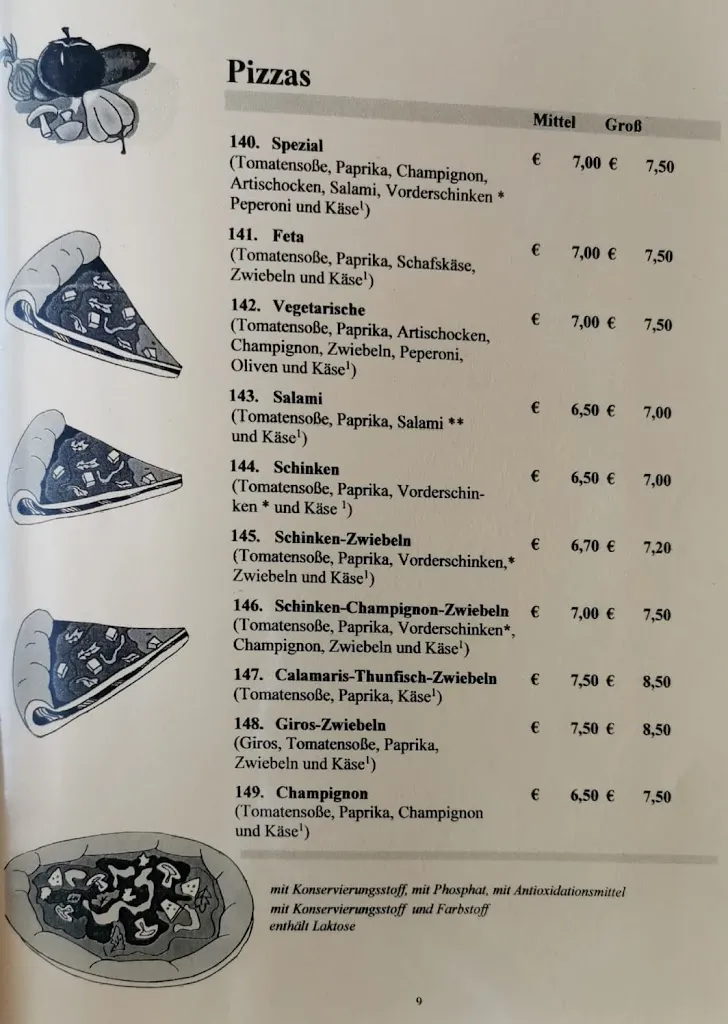 Pizzas
Mittel Groß
140. Spezial € 7,00 € 7,50
(Tomatensoße, Paprika, Champignon,
Artischocken, Salami, Vorderschinken *
Peperoni und Käse¹)
141. Feta € 7,00 € 7,50
(Tomatensoße, Paprika, Schafskäse,
Zwiebeln und Käse¹)
142. Vegetarische € 7,00 € 7,50
(Tomatensoße, Paprika, Artischocken,
Champignon, Zwiebeln, Peperoni,
Oliven und Käse¹)
143. Salami € 6,50 € 7,00
(Tomatensoße, Paprika, Salami **
und Käse¹)
144. Schinken € 6,50 € 7,00
(Tomatensoße, Paprika, Vorderschin-
ken * und Käse ¹)
145. Schinken-Zwiebeln € 6,70 € 7,20
(Tomatensoße, Paprika, Vorderschinken,*
Zwiebeln und Käse¹)
146. Schinken-Champignon-Zwiebeln € 7,00 € 7,50
(Tomatensoße, Paprika, Vorderschinken*,
Champignon, Zwiebeln und Käse¹)
147. Calamaris-Thunfisch-Zwiebeln € 7,50 € 8,50
(Tomatensoße, Paprika, Käse¹)
148. Giros-Zwiebeln € 7,50 € 8,50
(Giros, Tomatensoße, Paprika,
Zwiebeln und Käse¹)
149. Champignon € 6,50 € 7,50
(Tomatensoße, Paprika, Champignon
und Käse¹)
mit Konservierungsstoff, mit Phosphat, mit Antioxidationsmittel
mit Konservierungsstoff und Farbstoff
enthält Laktose
9